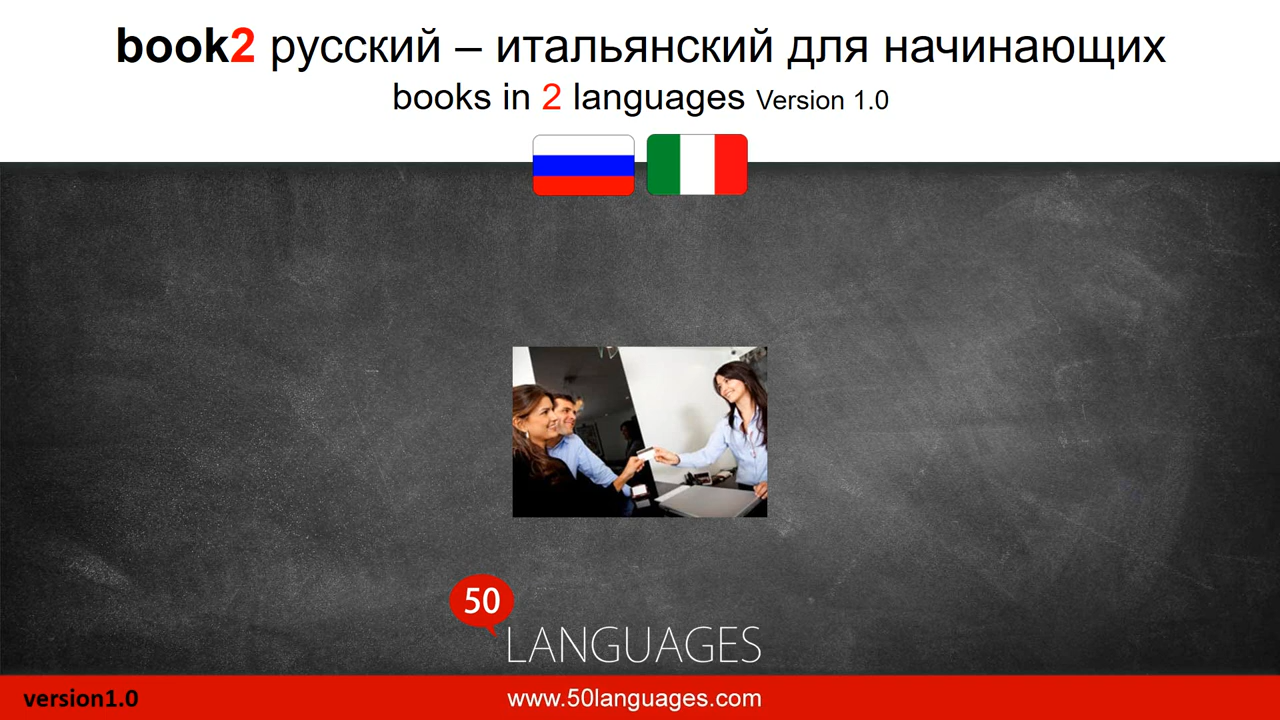 book2 русский – итальянский для начинающих
books in 2 languages Version 1.0
50
LANGUAGES
version1.0
www.50languages.com